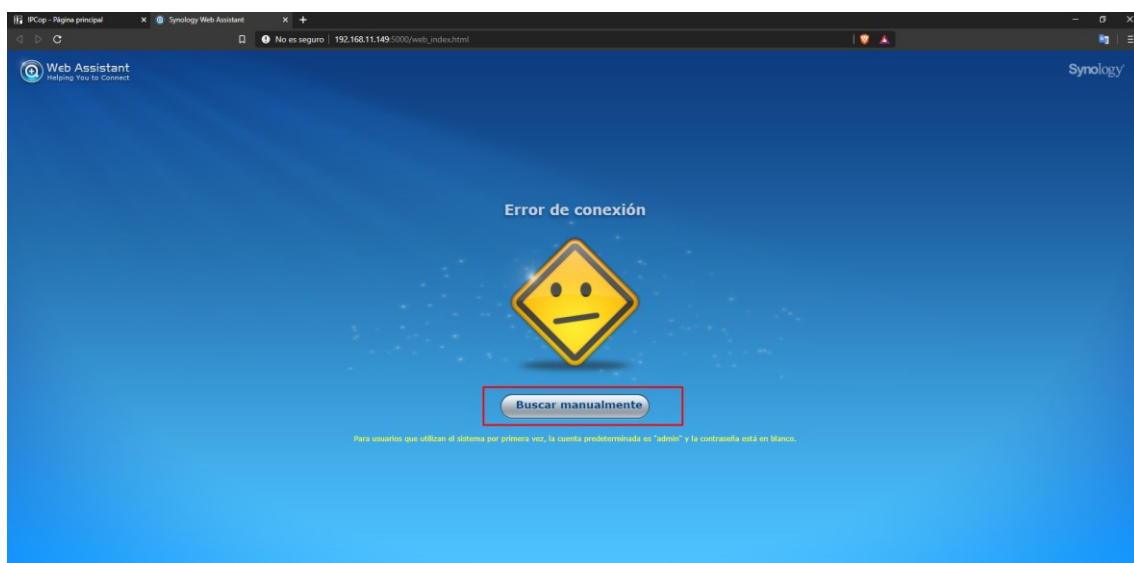 IPCop - Página principal
Synology Web Assistant
No es seguro | 192.168.11.149:5000/web_index.html
Web Assistant
Helping You to Connect
Synology
Error de conexión
Buscar manualmente
Para usuarios que utilizan el sistema por primera vez, la cuenta predeterminada es "admin" y la contraseña está en blanco.